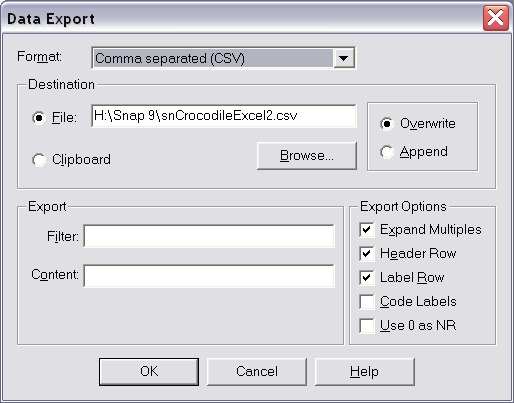 Data Export
Format: Comma separated (CSV)
Destination
File: H:\Snap 9\snCrocodileExcel2.csv
Overwrite
Clipboard
Browse...
Append
Export
Filter:
Content:
Export Options
Expand Multiples
Header Row
Label Row
Code Labels
Use 0 as NR
OK
Cancel
Help